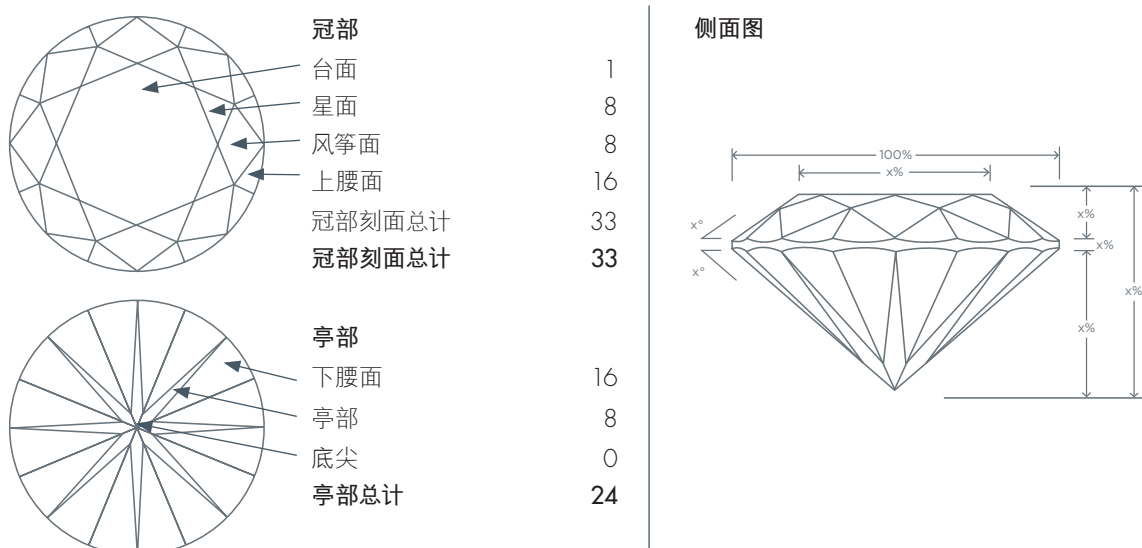 冠部
台面 1
星面 8
风筝面 8
上腰面 16
冠部刻面总计 33
冠部刻面总计 33
亭部
下腰面 16
亭部 8
底尖 0
亭部总计 24
侧面图
100%
x%
x°
x°
x%
x%
x%
x%